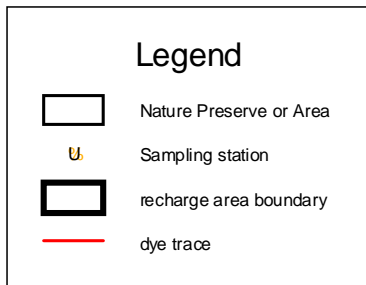 Legend
Nature Preserve or Area
U% Sampling station
recharge area boundary
dye trace